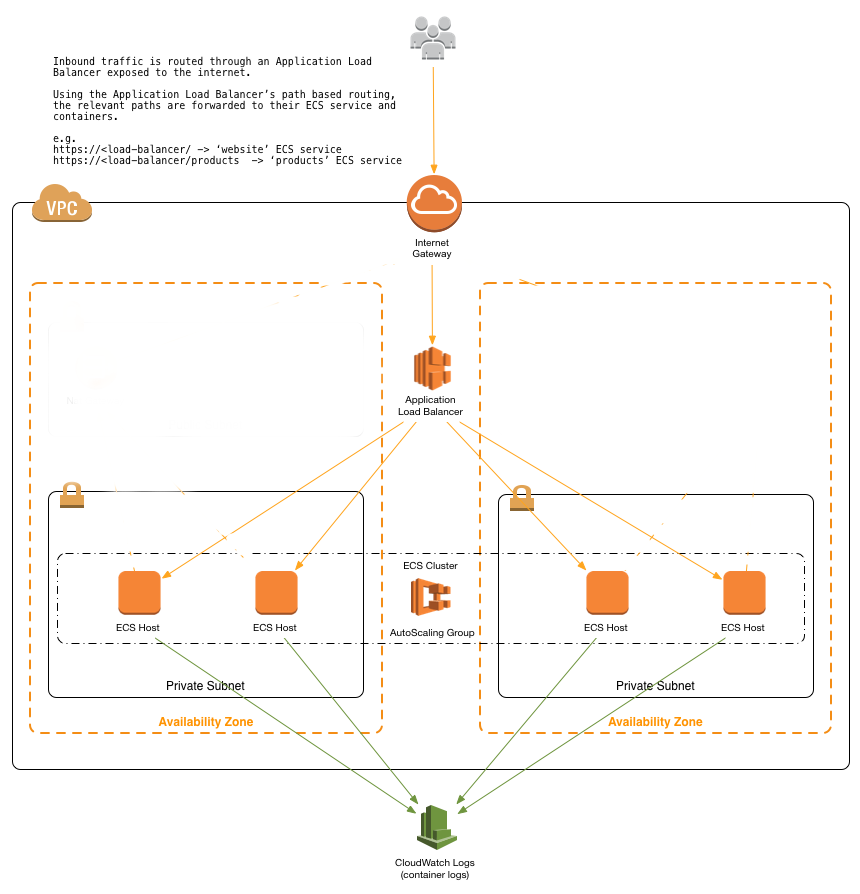 Inbound traffic is routed through an Application Load
Balancer exposed to the internet.
Using the Application Load Balancer’s path based routing,
the relevant paths are forwarded to their ECS service and
containers.
e.g.
https://<load-balancer/ -> ‘website’ ECS service
https://<load-balancer/products  -> ‘products’ ECS service
VPC
Internet
Gateway
Application
Load Balancer
ECS Cluster
AutoScaling Group
ECS Host
ECS Host
ECS Host
ECS Host
Private Subnet
Private Subnet
Availability Zone
Availability Zone
CloudWatch Logs
(container logs)